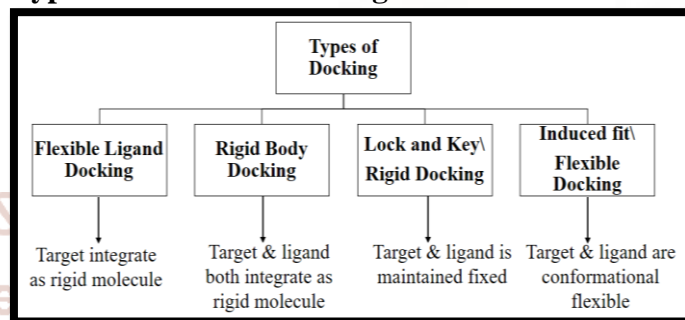 Types of
Docking
Flexible Ligand
Docking
Rigid Body
Docking
Lock and Key\
Rigid Docking
Induced fit\
Flexible
Docking
Target integrate
as rigid molecule
Target & ligand
both integrate as
rigid molecule
Target & ligand is
maintained fixed
Target & ligand are
conformational
flexible